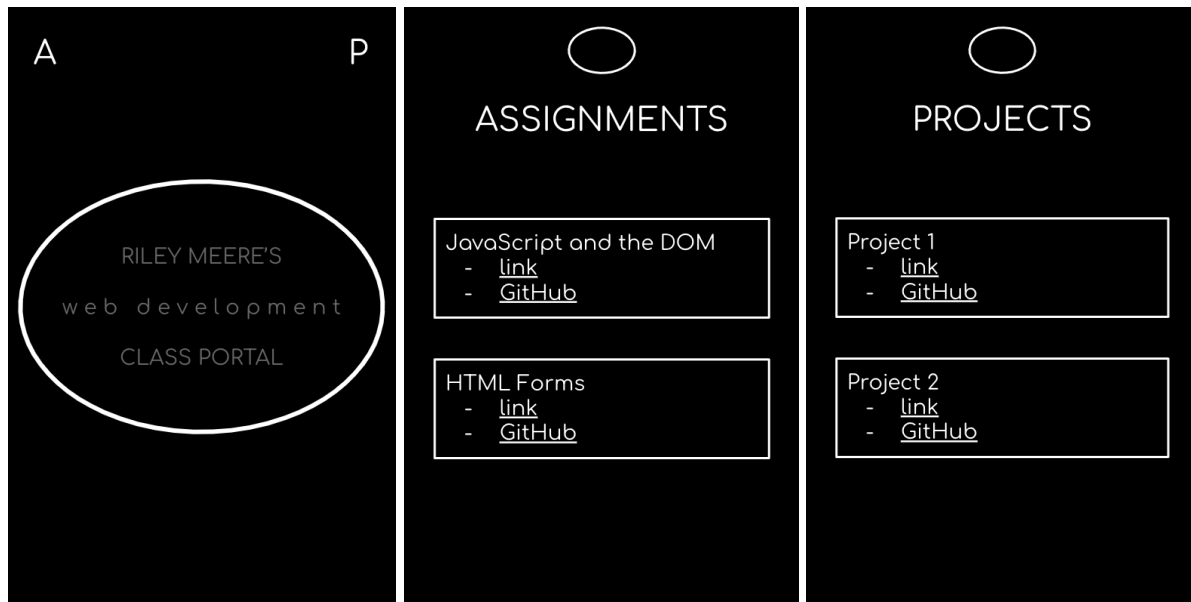 A P
RILEY MEERE'S
web development
CLASS PORTAL
ASSIGNMENTS
JavaScript and the DOM
- link
- GitHub
HTML Forms
- link
- GitHub
PROJECTS
Project 1
- link
- GitHub
Project 2
- link
- GitHub